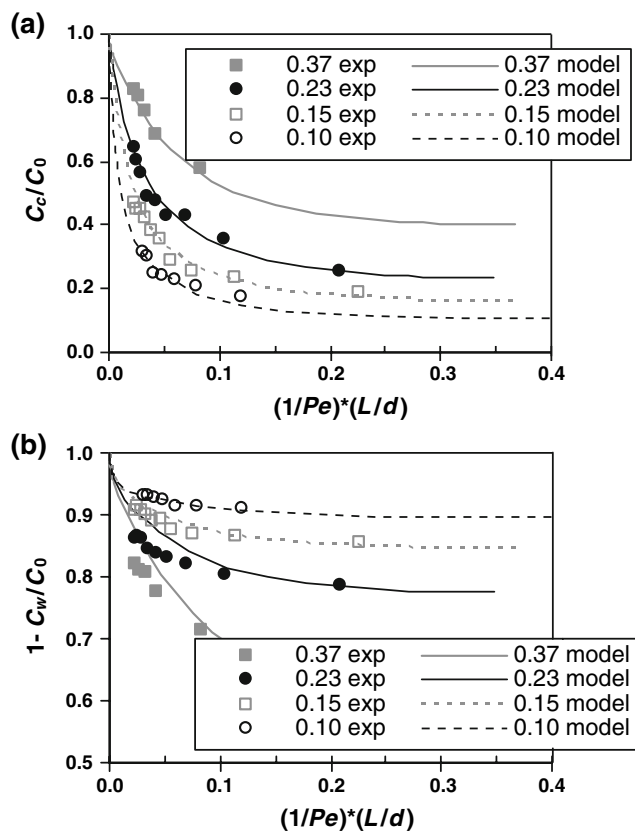 (a)
1.0
0.8
0.6
0.4
0.2
0.0
C_c/C_0
0.37 exp 0.37 model
0.23 exp 0.23 model
0.15 exp 0.15 model
0.10 exp 0.10 model
0.0 0.1 0.2 0.3 0.4
(1/Pe)*(L/d)
(b)
1.0
0.9
0.8
0.7
0.6
0.5
1- C_w/C_0
0.37 exp 0.37 model
0.23 exp 0.23 model
0.15 exp 0.15 model
0.10 exp 0.10 model
0.0 0.1 0.2 0.3 0.4
(1/Pe)*(L/d)